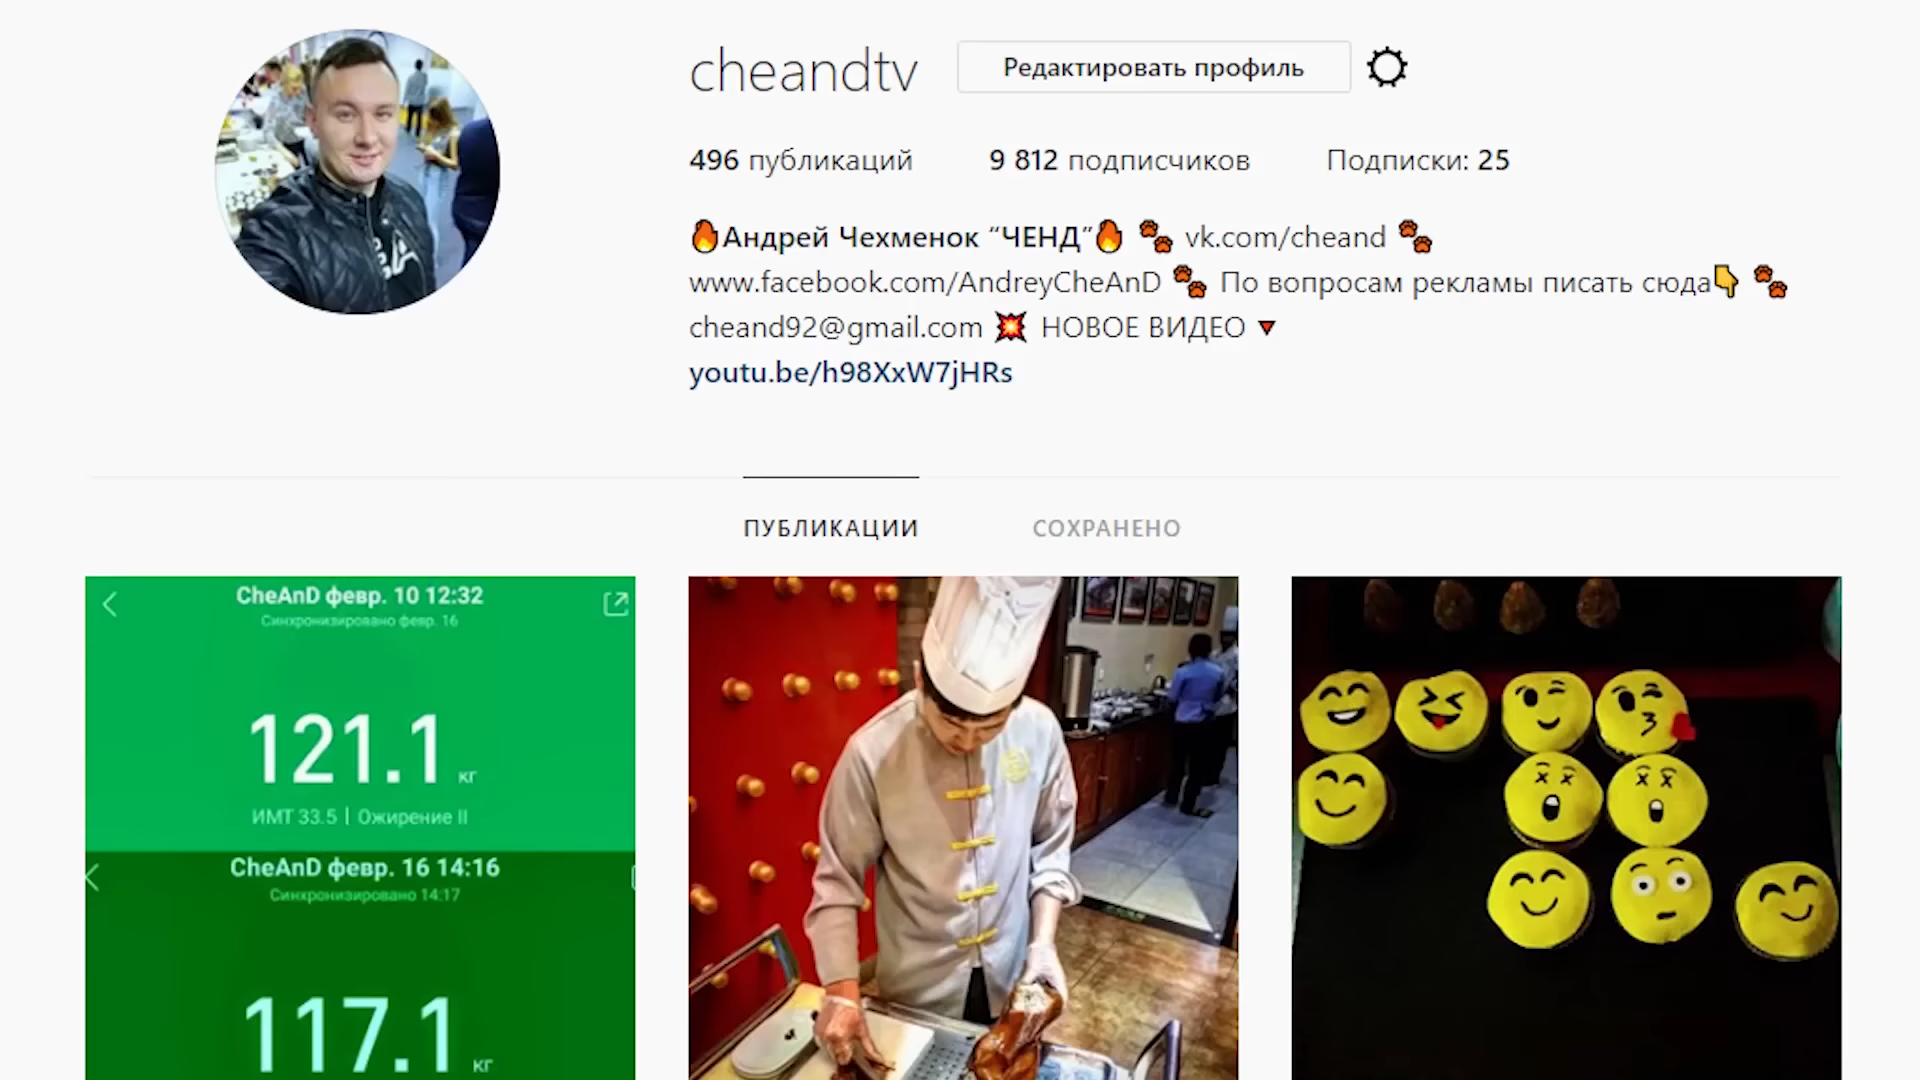 cheandtv
Редактировать профиль
496 публикаций 9 812 подписчиков Подписки: 25
🔥Андрей Чехменок “ЧЕНД”🔥 🐾 vk.com/cheand 🐾
www.facebook.com/AndreyCheAnD 🐾 По вопросам рекламы писать сюда👇 🐾
cheand92@gmail.com 💥 НОВОЕ ВИДЕО 🔻
youtu.be/h98XxW7jHRs
ПУБЛИКАЦИИ СОХРАНЕНО
CheAnD февр. 10 12:32
Синхронизировано февр. 16
121.1 кг
ИМТ 33.5 | Ожирение II
CheAnD февр. 16 14:16
Синхронизировано 14:17
117.1 кг